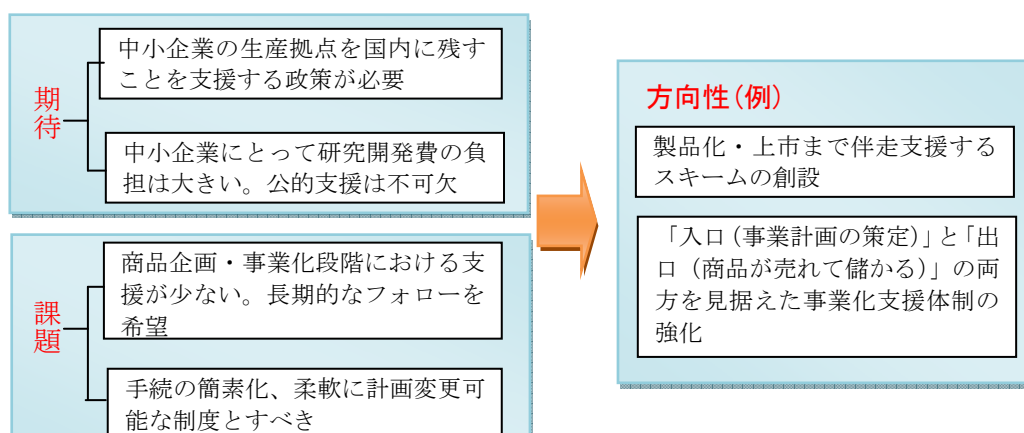 期待
中小企業の生産拠点を国内に残す
ことを支援する政策が必要
中小企業にとって研究開発費の負
担は大きい。公的支援は不可欠
課題
商品企画・事業化段階における支
援が少ない。長期的なフォローを
希望
手続の簡素化、柔軟に計画変更可
能な制度とすべき
方向性(例)
製品化・上市まで伴走支援する
スキームの創設
「入口(事業計画の策定)」と「出
口(商品が売れて儲かる)」の両
方を見据えた事業化支援体制の
強化